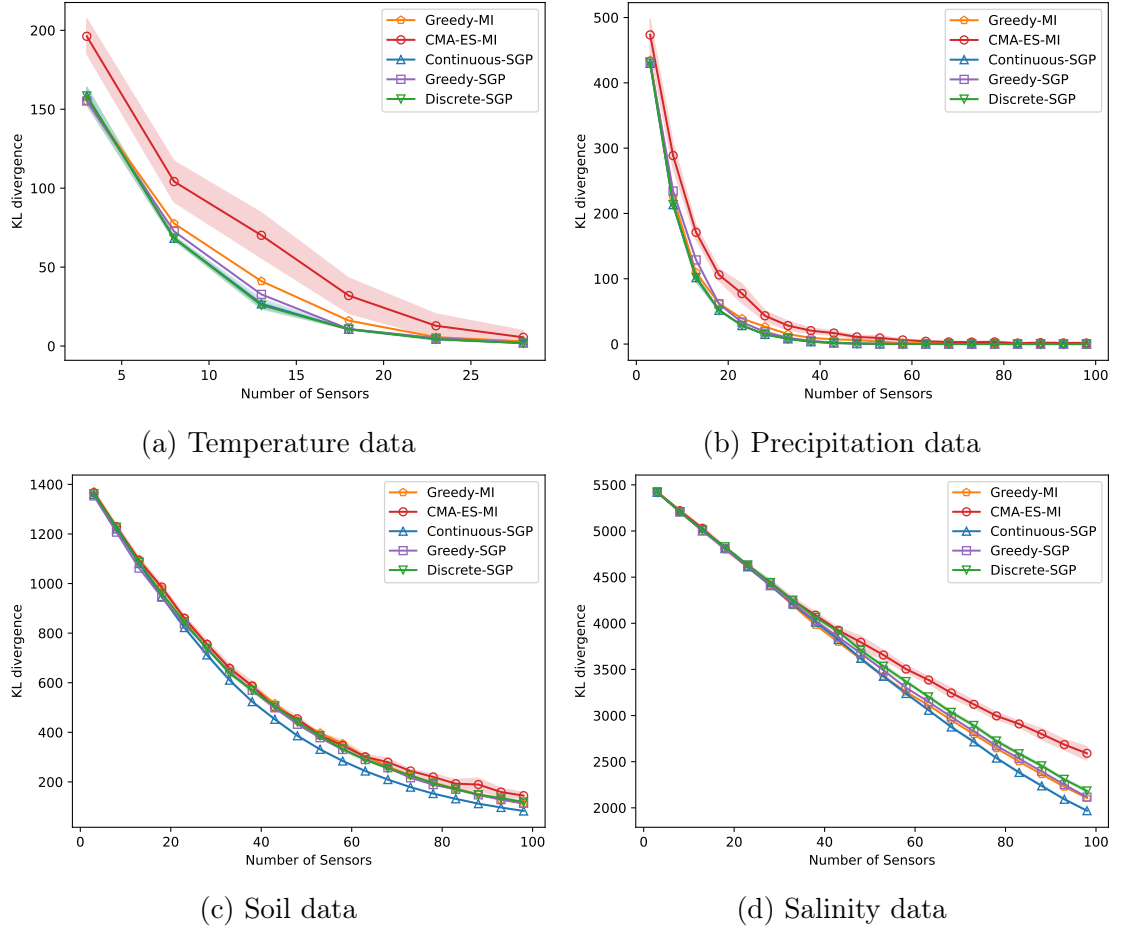 200
150
100
50
0
KL divergence
5
10
15
20
25
Number of Sensors
Greedy-MI
CMA-ES-MI
Continuous-SGP
Greedy-SGP
Discrete-SGP
(a) Temperature data
500
400
300
200
100
0
KL divergence
0
20
40
60
80
100
Number of Sensors
Greedy-MI
CMA-ES-MI
Continuous-SGP
Greedy-SGP
Discrete-SGP
(b) Precipitation data
1400
1200
1000
800
600
400
200
KL divergence
0
20
40
60
80
100
Number of Sensors
Greedy-MI
CMA-ES-MI
Continuous-SGP
Greedy-SGP
Discrete-SGP
(c) Soil data
5500
5000
4500
4000
3500
3000
2500
2000
KL divergence
0
20
40
60
80
100
Number of Sensors
Greedy-MI
CMA-ES-MI
Continuous-SGP
Greedy-SGP
Discrete-SGP
(d) Salinity data